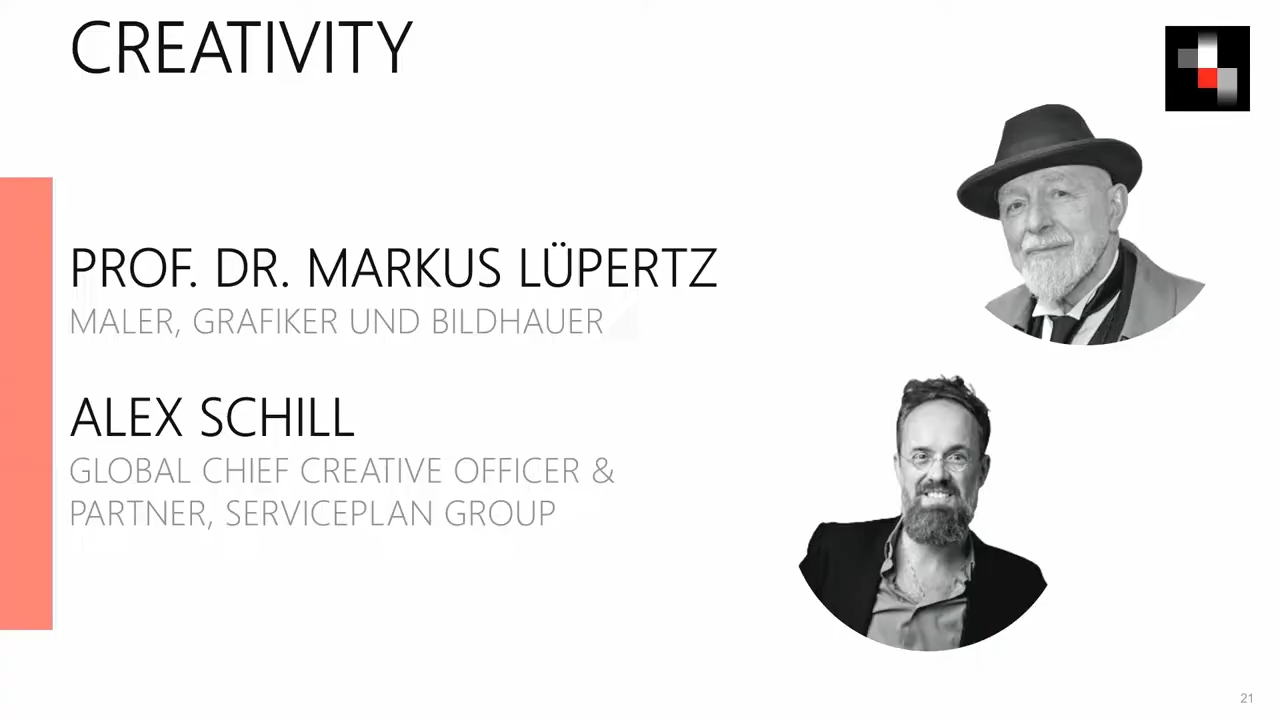 CREATIVITY
PROF. DR. MARKUS LÜPERTZ
MALER, GRAFIKER UND BILDHAUER
ALEX SCHILL
GLOBAL CHIEF CREATIVE OFFICER &
PARTNER, SERVICEPLAN GROUP
21